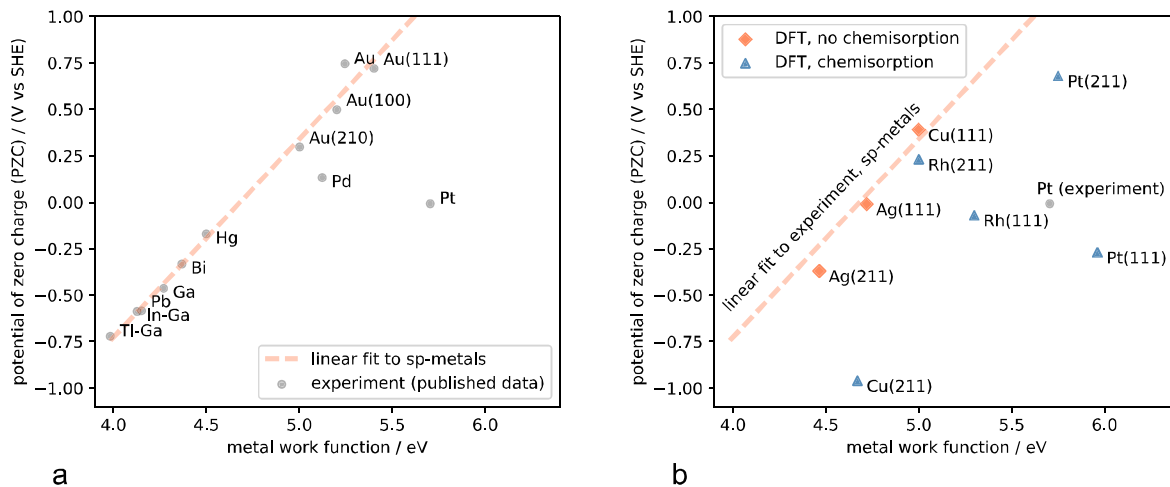 1.00
0.75
0.50
0.25
0.00
−0.25
−0.50
−0.75
−1.00
potential of zero charge (PZC) / (V vs SHE)
Au
Au(111)
Au(100)
Au(210)
Pd
Pt
Hg
Bi
Ga
Pb
In-Ga
Tl-Ga
linear fit to sp-metals
experiment (published data)
4.0 4.5 5.0 5.5 6.0
metal work function / eV
a
1.00
0.75
0.50
0.25
0.00
−0.25
−0.50
−0.75
−1.00
potential of zero charge (PZC) / (V vs SHE)
DFT, no chemisorption
DFT, chemisorption
linear fit to experiment, sp-metals
Pt(211)
Cu(111)
Rh(211)
Pt (experiment)
Ag(111)
Rh(111)
Pt(111)
Ag(211)
Cu(211)
4.0 4.5 5.0 5.5 6.0
metal work function / eV
b